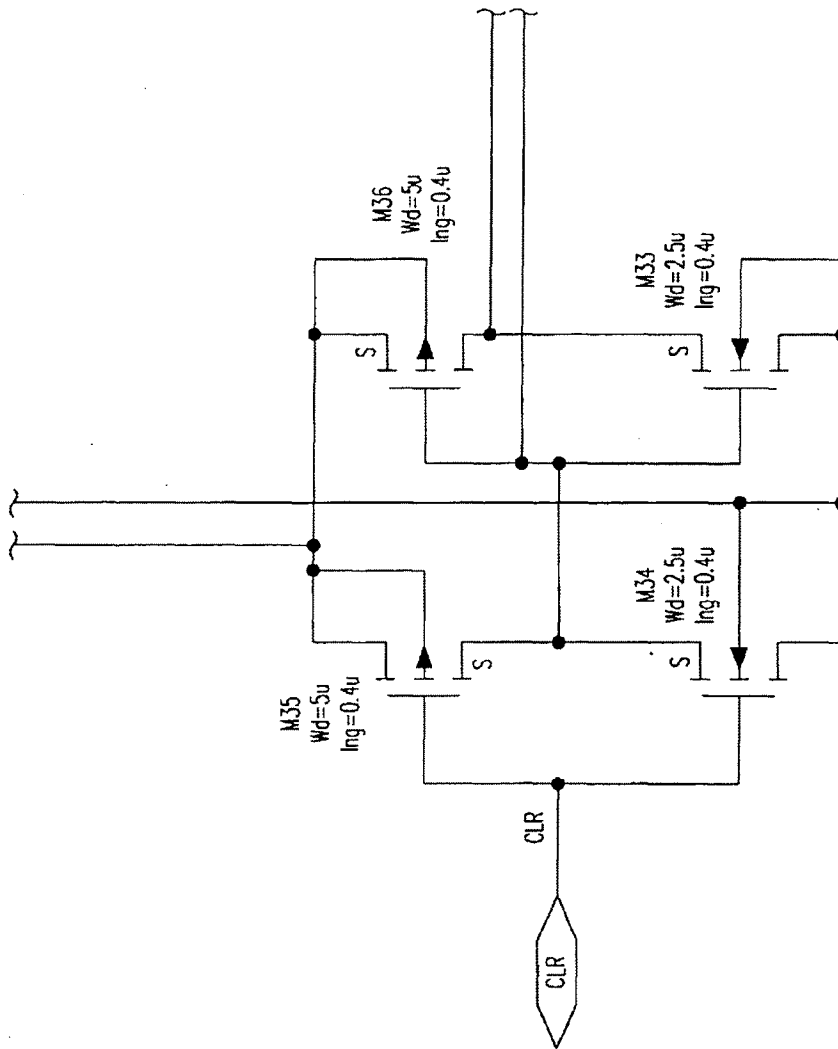 M36
Wd=5u
lng=0.4u
S
M33
Wd=2.5u
lng=0.4u
S
M35
Wd=5u
lng=0.4u
S
M34
Wd=2.5u
lng=0.4u
S
CLR
CLR